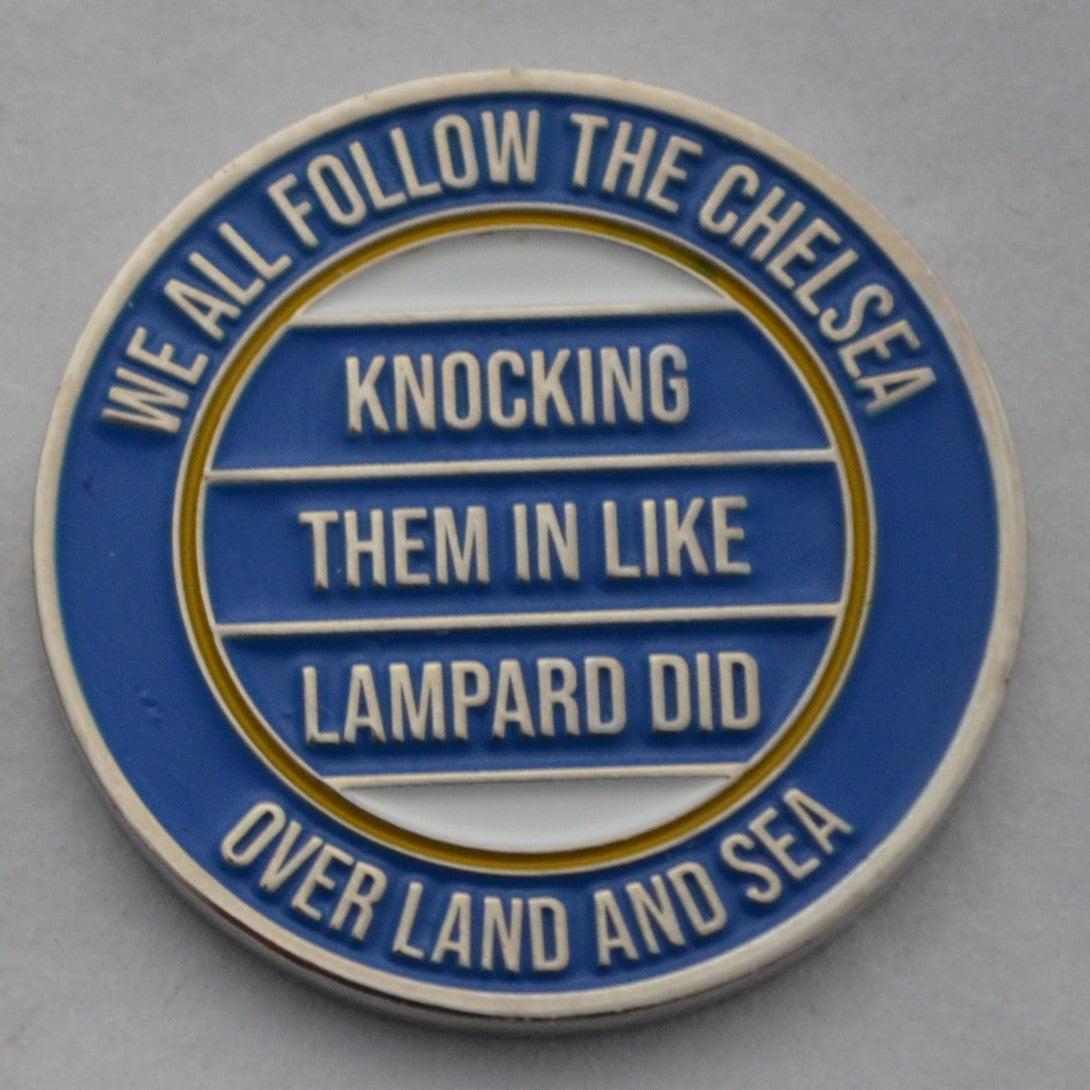 WE ALL FOLLOW THE CHELSEA
KNOCKING
THEM IN LIKE
LAMPARD DID
OVER LAND AND SEA